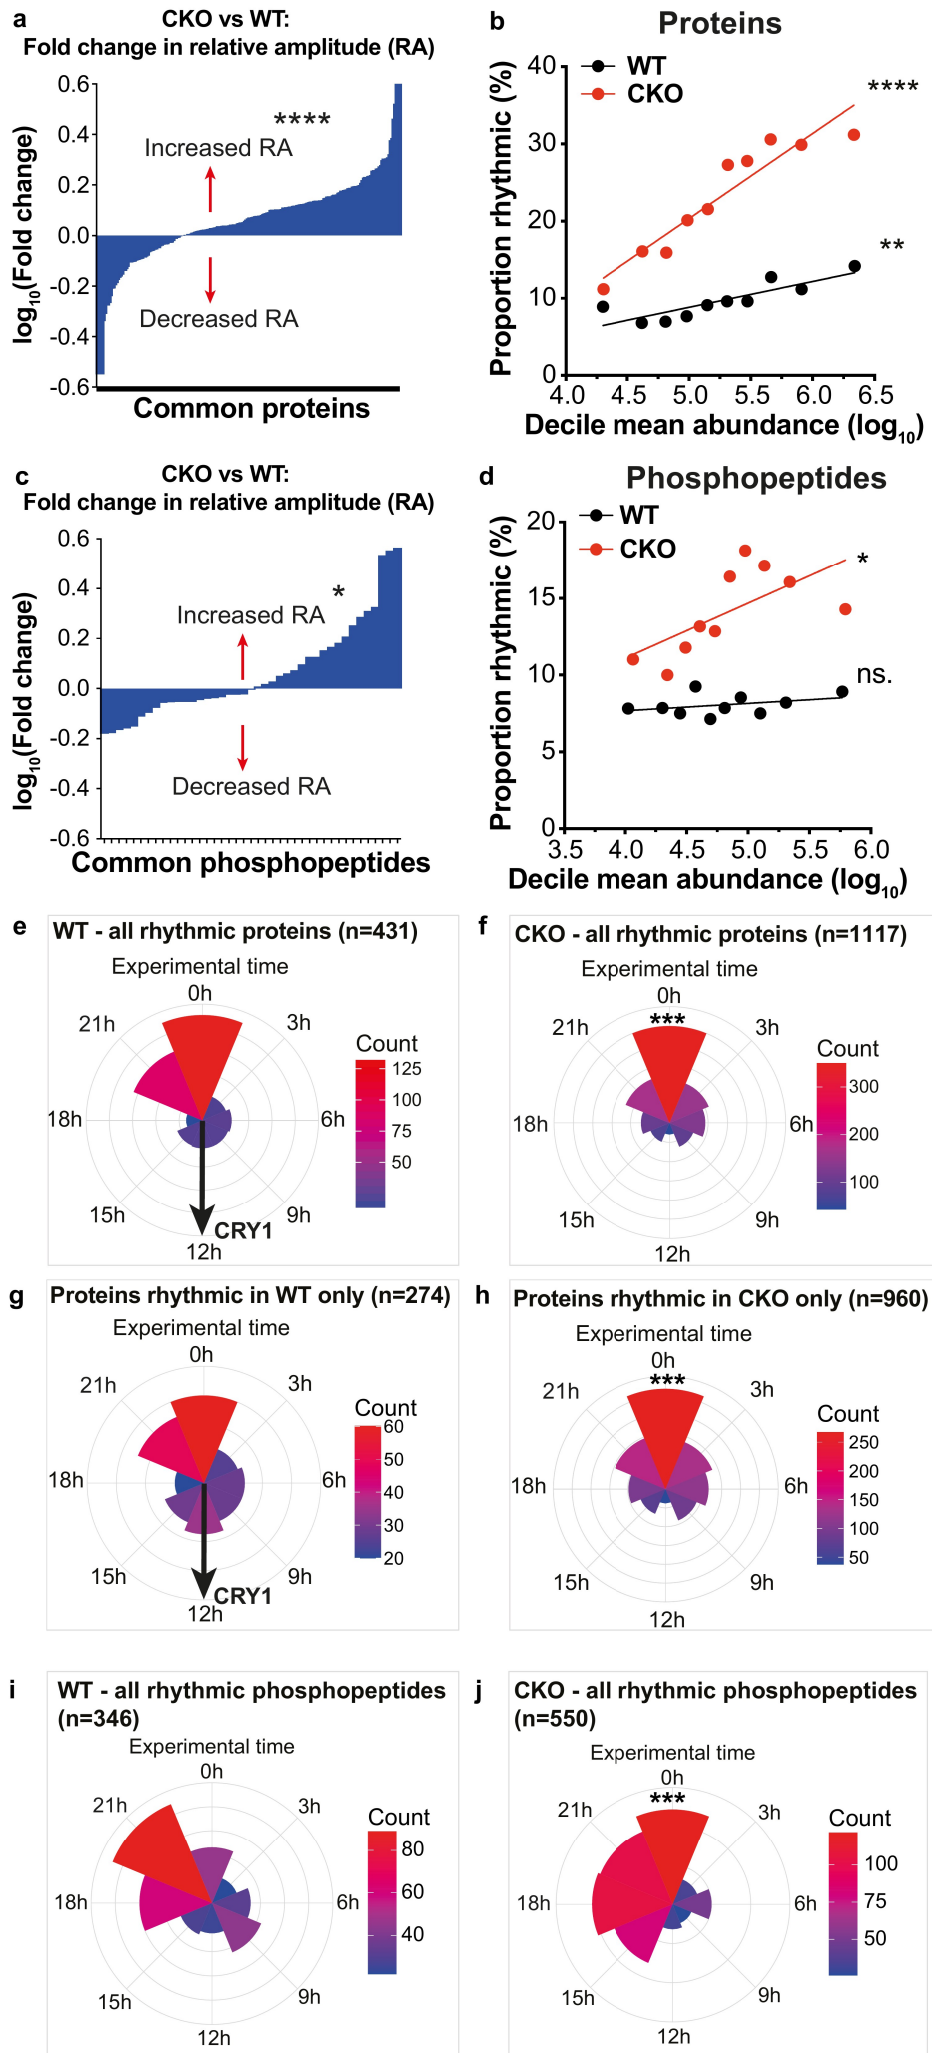 a
CKO vs WT:
Fold change in relative amplitude (RA)
log10(Fold change)
0.6
0.4
0.2
0.0
-0.2
-0.4
-0.6
****
Increased RA
Decreased RA
Common proteins
b
Proteins
WT
CKO
Proportion rhythmic (%)
40
30
20
10
0
****
**
4.0 4.5 5.0 5.5 6.0 6.5
Decile mean abundance (log10)
c
CKO vs WT:
Fold change in relative amplitude (RA)
log10(Fold change)
0.6
0.4
0.2
0.0
-0.2
-0.4
-0.6
*
Increased RA
Decreased RA
Common phosphopeptides
d
Phosphopeptides
WT
CKO
Proportion rhythmic (%)
20
15
10
5
0
*
ns.
3.5 4.0 4.5 5.0 5.5 6.0
Decile mean abundance (log10)
e
WT - all rhythmic proteins (n=431)
Experimental time
0h
3h
6h
9h
12h
15h
18h
21h
CRY1
Count
125
100
75
50
f
CKO - all rhythmic proteins (n=1117)
Experimental time
0h
***
3h
6h
9h
12h
15h
18h
21h
Count
300
200
100
g
Proteins rhythmic in WT only (n=274)
Experimental time
0h
3h
6h
9h
12h
15h
18h
21h
CRY1
Count
60
50
40
30
20
h
Proteins rhythmic in CKO only (n=960)
Experimental time
0h
***
3h
6h
9h
12h
15h
18h
21h
Count
250
200
150
100
50
i
WT - all rhythmic phosphopeptides
(n=346)
Experimental time
0h
3h
6h
9h
12h
15h
18h
21h
Count
80
60
40
j
CKO - all rhythmic phosphopeptides
(n=550)
Experimental time
0h
***
3h
6h
9h
12h
15h
18h
21h
Count
100
75
50